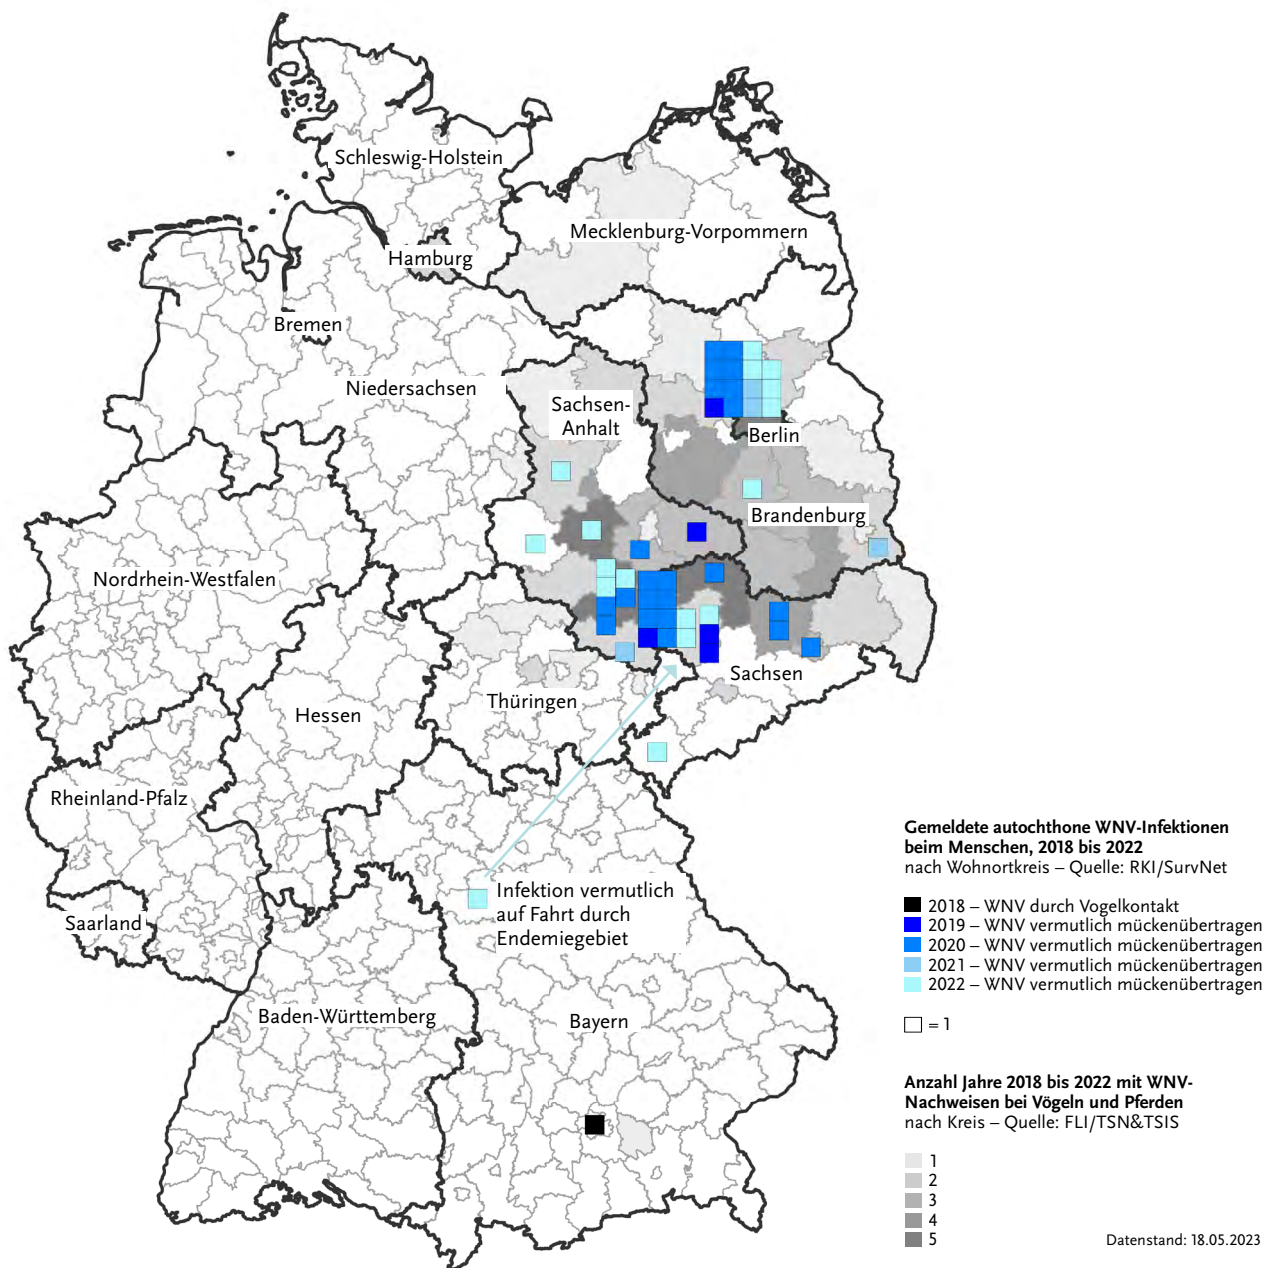 Schleswig-Holstein
Mecklenburg-Vorpommern
Hamburg
Bremen
Niedersachsen
Sachsen-
Anhalt
Berlin
Brandenburg
Nordrhein-Westfalen
Sachsen
Thüringen
Hessen
Rheinland-Pfalz
Infektion vermutlich
auf Fahrt durch
Endemiegebiet
Saarland
Baden-Württemberg
Bayern
Gemeldete autochthone WNV-Infektionen
beim Menschen, 2018 bis 2022
nach Wohnortkreis – Quelle: RKI/SurvNet
2018 – WNV durch Vogelkontakt
2019 – WNV vermutlich mückenübertragen
2020 – WNV vermutlich mückenübertragen
2021 – WNV vermutlich mückenübertragen
2022 – WNV vermutlich mückenübertragen
= 1
Anzahl Jahre 2018 bis 2022 mit WNV-
Nachweisen bei Vögeln und Pferden
nach Kreis – Quelle: FLI/TSN&TSIS
1
2
3
4
5
Datenstand: 18.05.2023